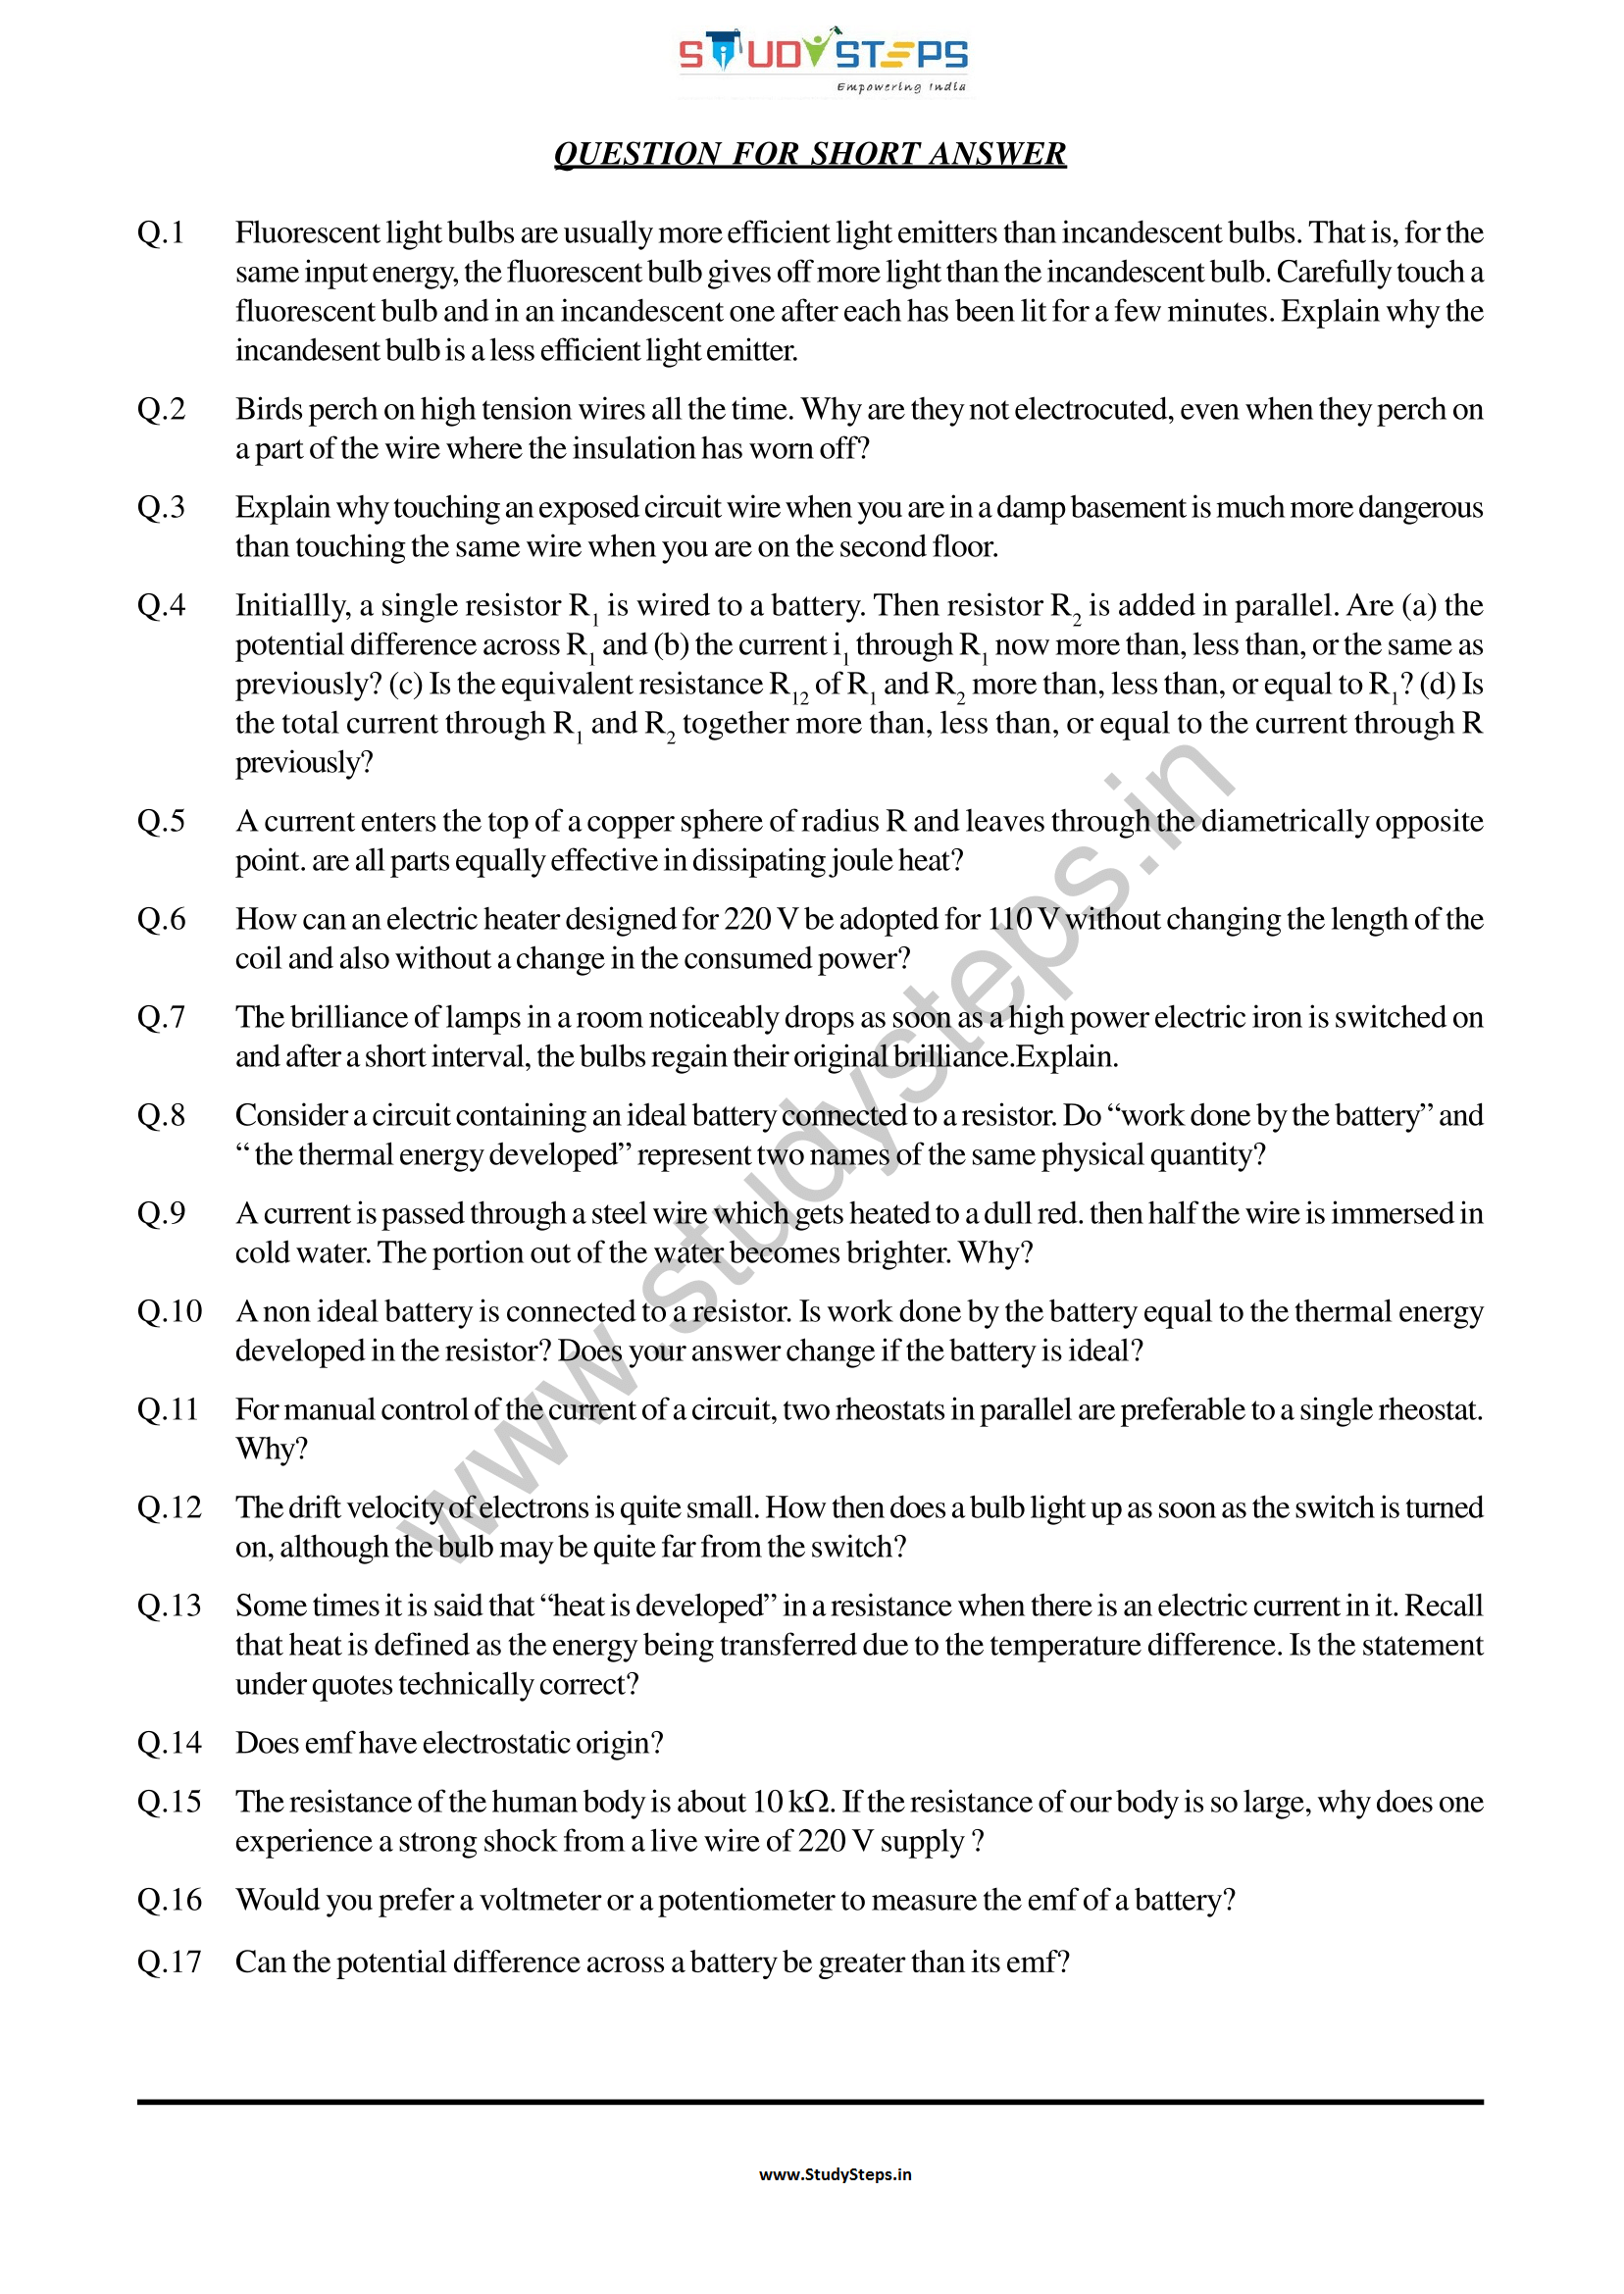 STUDYSTEPS
Empowering India
QUESTION FOR SHORT ANSWER
Q.1 Fluorescent light bulbs are usually more efficient light emitters than incandescent bulbs. That is, for the
same input energy, the fluorescent bulb gives off more light than the incandescent bulb. Carefully touch a
fluorescent bulb and in an incandescent one after each has been lit for a few minutes. Explain why the
incandesent bulb is a less efficient light emitter.
Q.2 Birds perch on high tension wires all the time. Why are they not electrocuted, even when they perch on
a part of the wire where the insulation has worn off?
Q.3 Explain why touching an exposed circuit wire when you are in a damp basement is much more dangerous
than touching the same wire when you are on the second floor.
Q.4 Initiallly, a single resistor R₁ is wired to a battery. Then resistor R₂ is added in parallel. Are (a) the
potential difference across R₁ and (b) the current i₁ through R₁ now more than, less than, or the same as
previously? (c) Is the equivalent resistance R₁₂ of R₁ and R₂ more than, less than, or equal to R₁? (d) Is
the total current through R₁ and R₂ together more than, less than, or equal to the current through R
previously?
Q.5 A current enters the top of a copper sphere of radius R and leaves through the diametrically opposite
point. are all parts equally effective in dissipating joule heat?
Q.6 How can an electric heater designed for 220 V be adopted for 110 V without changing the length of the
coil and also without a change in the consumed power?
Q.7 The brilliance of lamps in a room noticeably drops as soon as a high power electric iron is switched on
and after a short interval, the bulbs regain their original brilliance.Explain.
Q.8 Consider a circuit containing an ideal battery connected to a resistor. Do “work done by the battery” and
“ the thermal energy developed” represent two names of the same physical quantity?
Q.9 A current is passed through a steel wire which gets heated to a dull red. then half the wire is immersed in
cold water. The portion out of the water becomes brighter. Why?
Q.10 A non ideal battery is connected to a resistor. Is work done by the battery equal to the thermal energy
developed in the resistor? Does your answer change if the battery is ideal?
Q.11 For manual control of the current of a circuit, two rheostats in parallel are preferable to a single rheostat.
Why?
Q.12 The drift velocity of electrons is quite small. How then does a bulb light up as soon as the switch is turned
on, although the bulb may be quite far from the switch?
Q.13 Some times it is said that “heat is developed” in a resistance when there is an electric current in it. Recall
that heat is defined as the energy being transferred due to the temperature difference. Is the statement
under quotes technically correct?
Q.14 Does emf have electrostatic origin?
Q.15 The resistance of the human body is about 10 kΩ. If the resistance of our body is so large, why does one
experience a strong shock from a live wire of 220 V supply ?
Q.16 Would you prefer a voltmeter or a potentiometer to measure the emf of a battery?
Q.17 Can the potential difference across a battery be greater than its emf?
www.studysteps.in
www.StudySteps.in